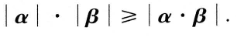 |α| · |β| ⩾ |α · β|.